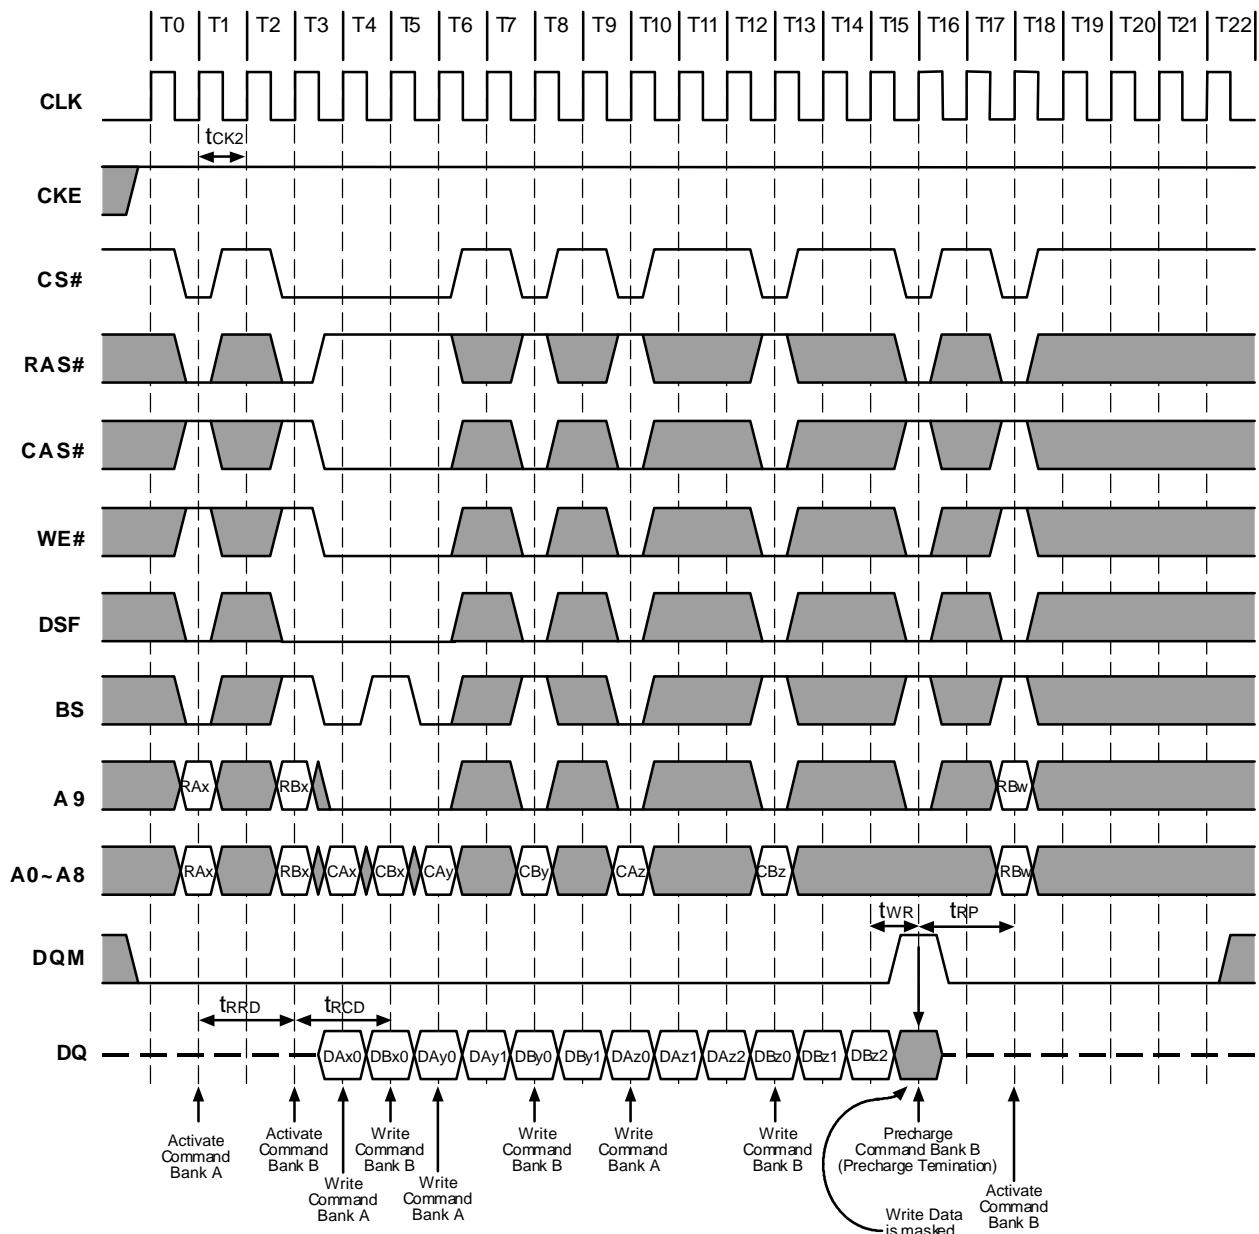 T0 T1 T2 T3 T4 T5 T6 T7 T8 T9 T10 T11 T12 T13 T14 T15 T16 T17 T18 T19 T20 T21 T22
CLK
tCK2
CKE
CS#
RAS#
CAS#
WE#
DSF
BS
A9
RAx RBx RBw
A0~A8
RAx RBx CAx CBx CAy CBy CAz CBz RBw
tWR tRP
DQM
tRRD tRCD
DQ
DAx0 DBx0 DAy0 DAy1 DBy0 DBy1 DAz0 DAz1 DAz2 DBz0 DBz1 DBz2
Activate
Command
Bank A
Activate
Command
Bank B
Write
Command
Bank A
Write
Command
Bank B
Write
Command
Bank A
Write
Command
Bank B
Write
Command
Bank A
Write
Command
Bank B
Precharge
Command Bank B
(Precharge Temination)
Write Data
is masked
Activate
Command
Bank B